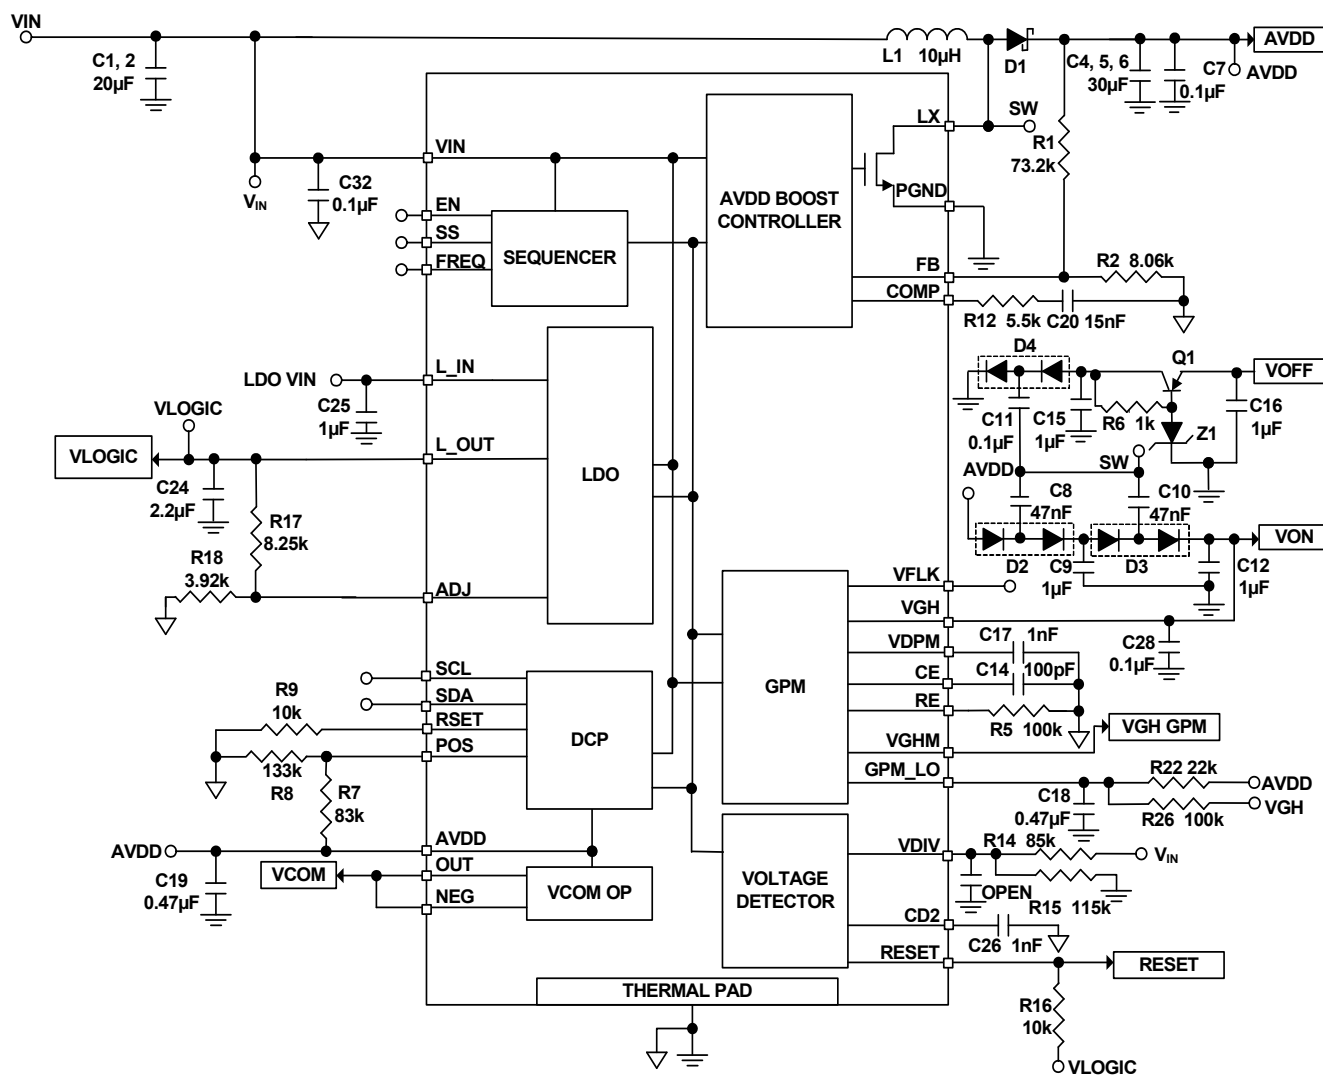 VIN
C1, 2
20µF
L1 10µH
D1
C4, 5, 6
30µF
C7
0.1µF
AVDD
AVDD
SW
R1
73.2k
LX
PGND
VIN
V_IN
C32
0.1µF
EN
SS
FREQ
SEQUENCER
AVDD BOOST
CONTROLLER
FB
COMP
R2 8.06k
R12 5.5k
C20 15nF
LDO VIN
C25
1µF
L_IN
VLOGIC
VLOGIC
L_OUT
LDO
C24
2.2µF
R17
8.25k
R18
3.92k
ADJ
D4
Q1
VOFF
C11
0.1µF
C15
1µF
R6 1k
C16
1µF
Z1
AVDD
SW
C8
47nF
C10
47nF
VON
D2
C9
1µF
D3
C12
1µF
VFLK
VGH
VDPM
CE
RE
VGHM
GPM_LO
GPM
C17 1nF
C14 100pF
R5 100k
C28
0.1µF
VGH GPM
R22 22k
AVDD
C18
0.47µF
R26 100k
VGH
SCL
SDA
RSET
POS
DCP
R9
10k
133k
R8
R7
83k
AVDD
AVDD
OUT
NEG
C19
0.47µF
VCOM
VCOM OP
VOLTAGE
DETECTOR
VDIV
CD2
RESET
R14 85k
V_IN
OPEN
R15 115k
C26 1nF
RESET
R16
10k
VLOGIC
THERMAL PAD